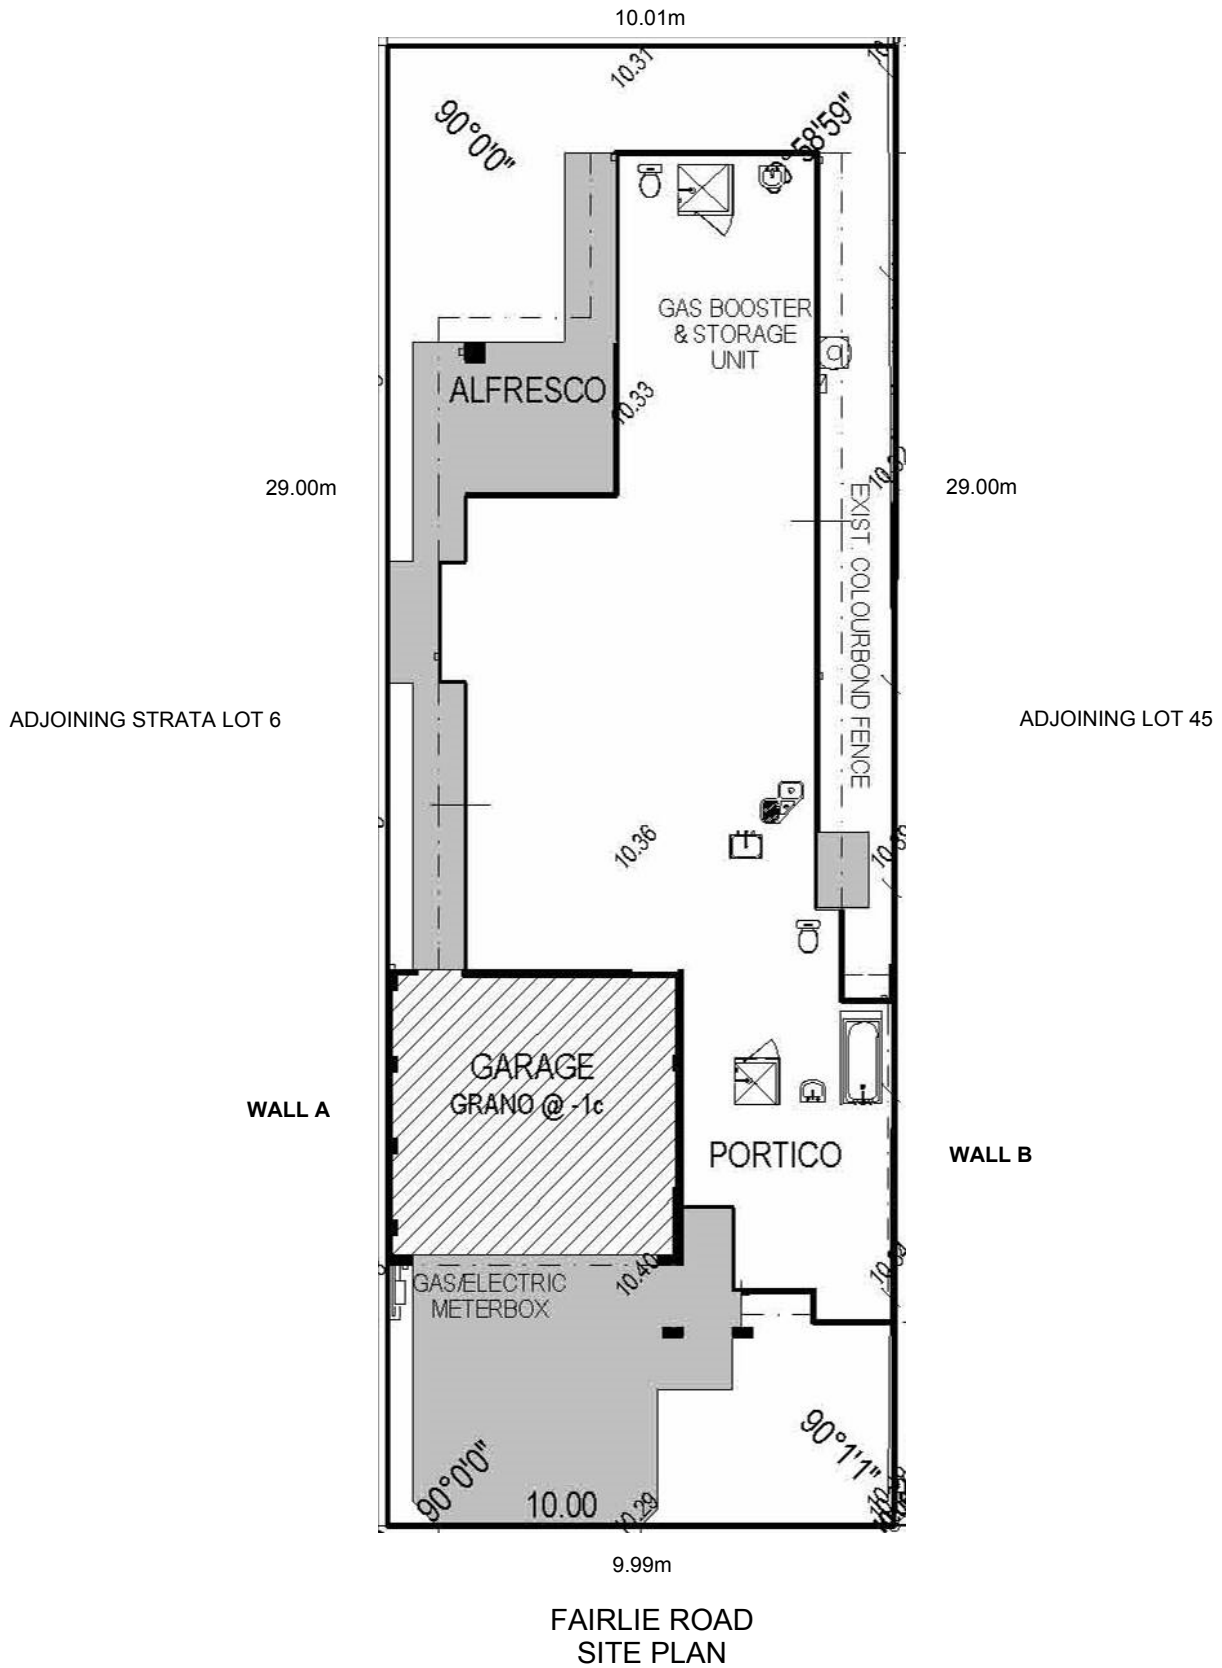 10.01m
10.31
90°0'0"
GAS BOOSTER
& STORAGE
UNIT
ALFRESCO
10.33
29.00m
29.00m
EXIST. COLOURBOND FENCE
ADJOINING STRATA LOT 6
ADJOINING LOT 45
10.36
GARAGE
GRANO @ -1c
WALL A
PORTICO
WALL B
10.40
GAS/ELECTRIC
METERBOX
90°0'0"
90°1'1"
10.00
10.29
9.99m
FAIRLIE ROAD
SITE PLAN